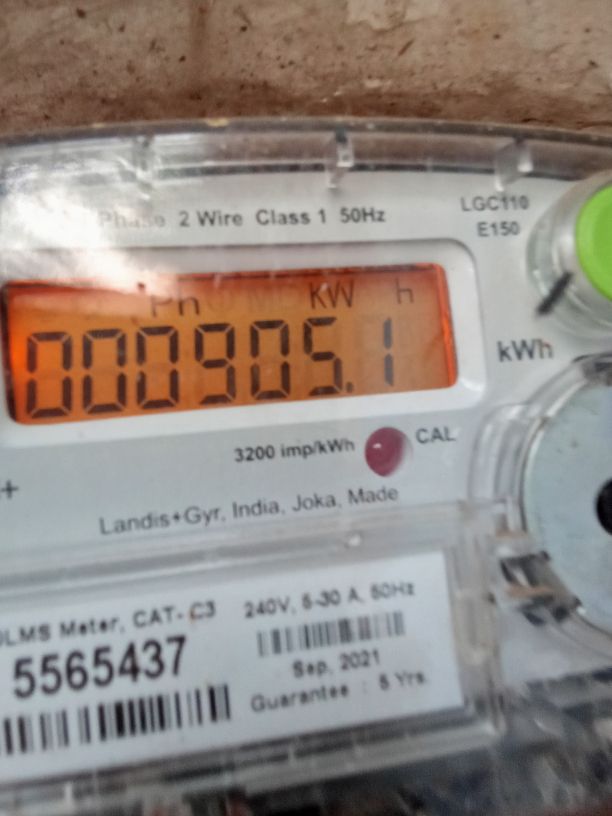 Phase 2 Wire Class 1 50Hz
LGC110
E150
Ph KW h
000905.1
kWh
3200 imp/kWh
CAL
+
Landis+Gyr, India, Joka, Made
Meter, CAT-C3
5565437
240V, 5-30 A, 50Hz
Sep, 2021
Guarantee : 5 Yrs